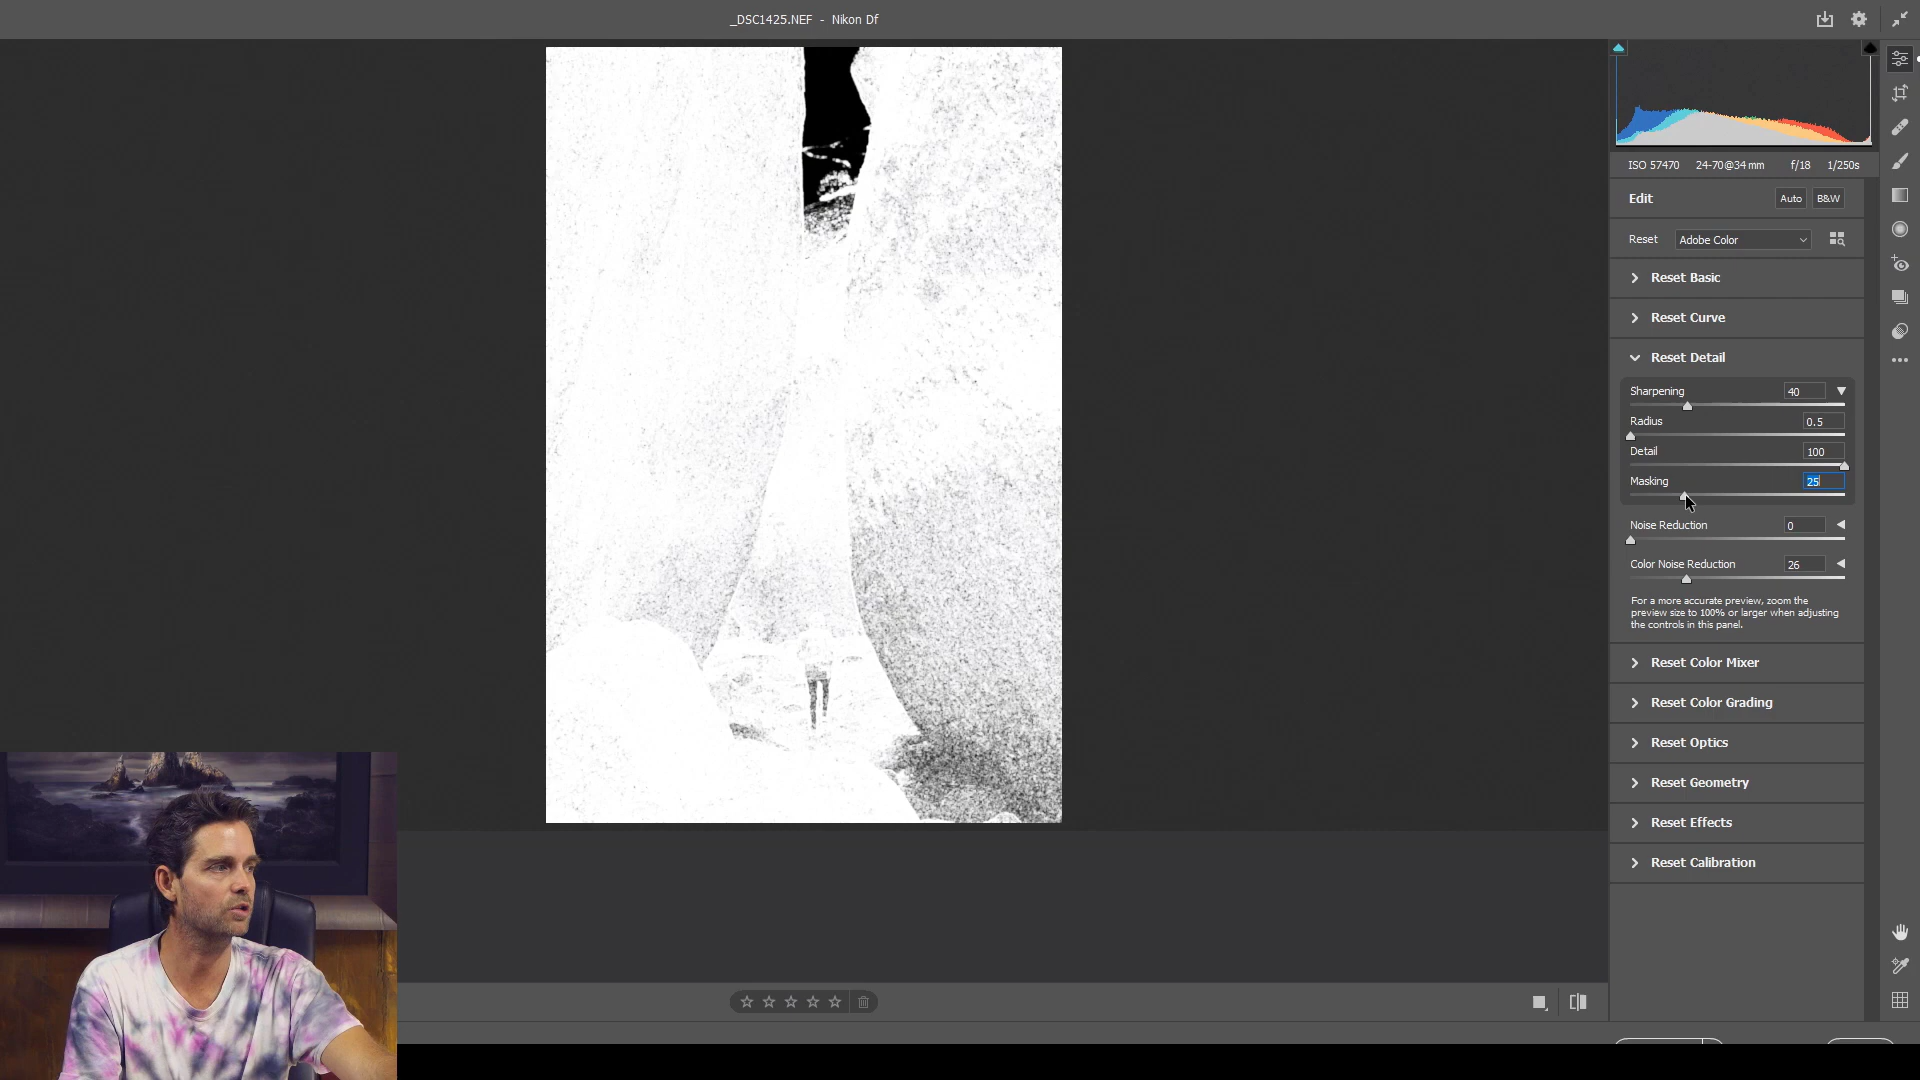 _DSC1425.NEF - Nikon Df
ISO 57470 24-70@34 mm f/18 1/250s
Edit Auto B&W
Reset Adobe Color
Reset Basic
Reset Curve
Reset Detail
Sharpening 40
Radius 0.5
Detail 100
Masking 25
Noise Reduction 0
Color Noise Reduction 26
For a more accurate preview, zoom the
preview size to 100% or larger when adjusting
the controls in this panel.
Reset Color Mixer
Reset Color Grading
Reset Optics
Reset Geometry
Reset Effects
Reset Calibration